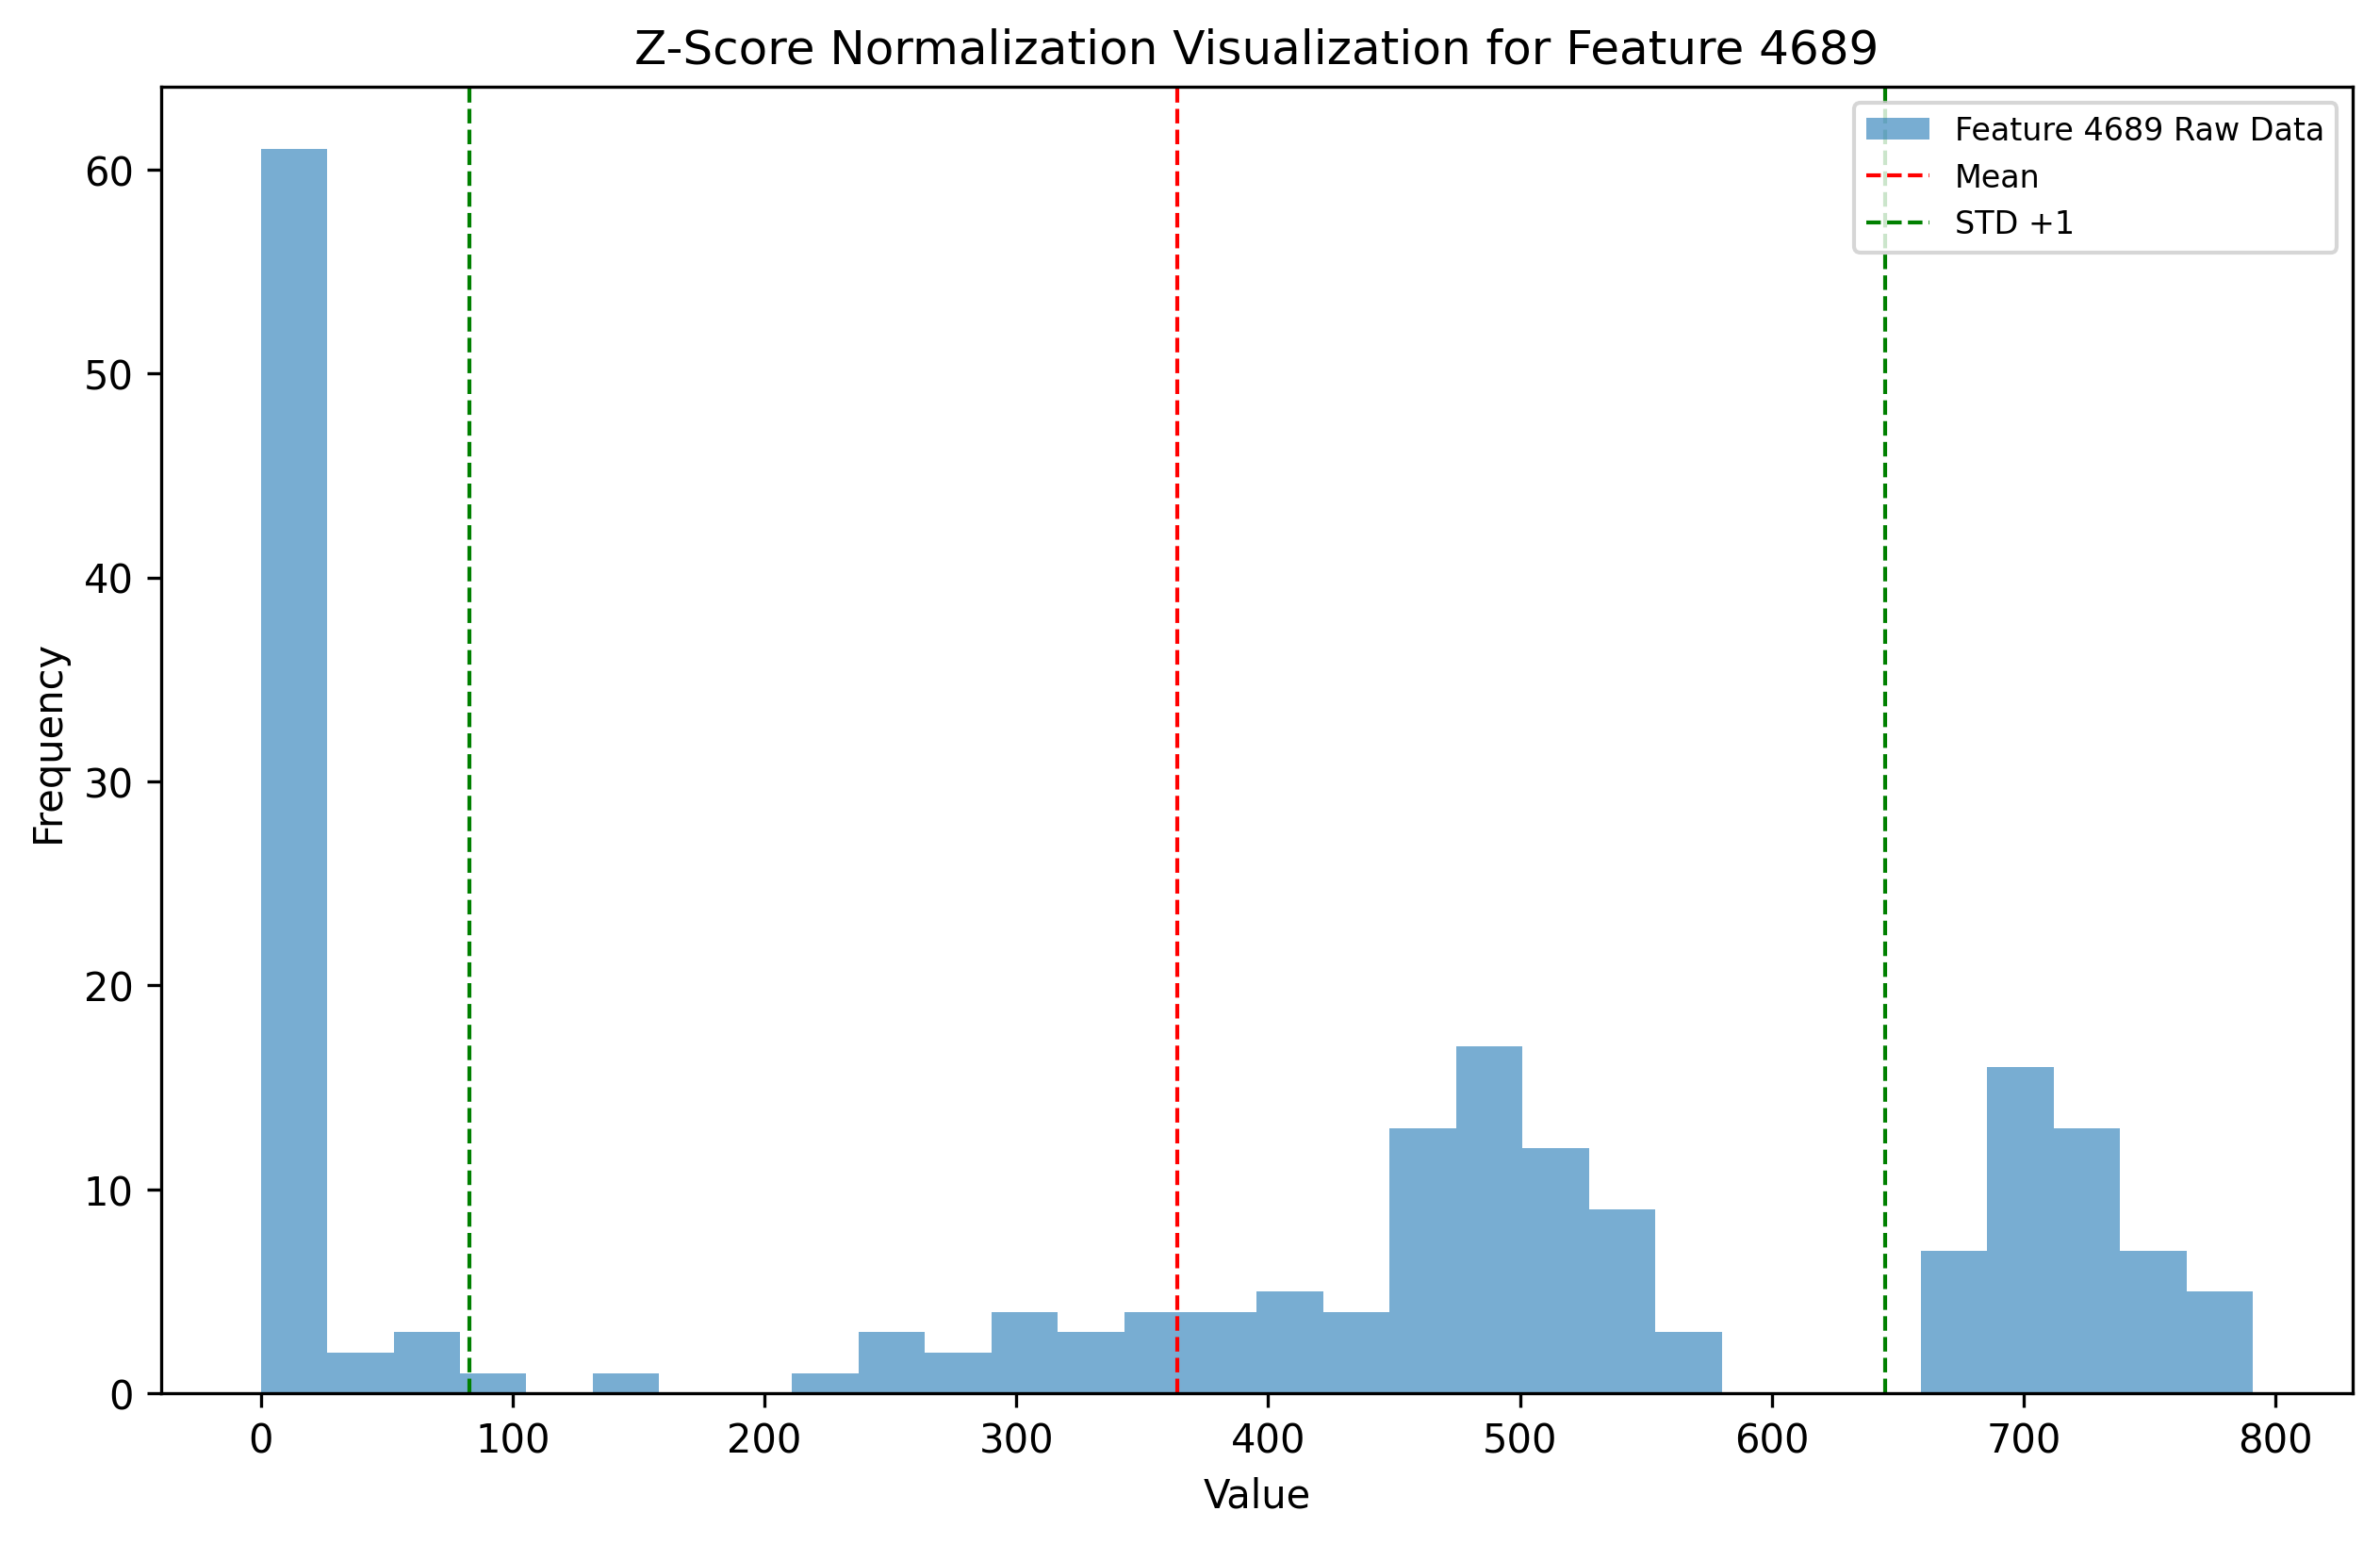 Z-Score Normalization Visualization for Feature 4689
Feature 4689 Raw Data
Mean
STD +1
Frequency
60
50
40
30
20
10
0
0 100 200 300 400 500 600 700 800
Value